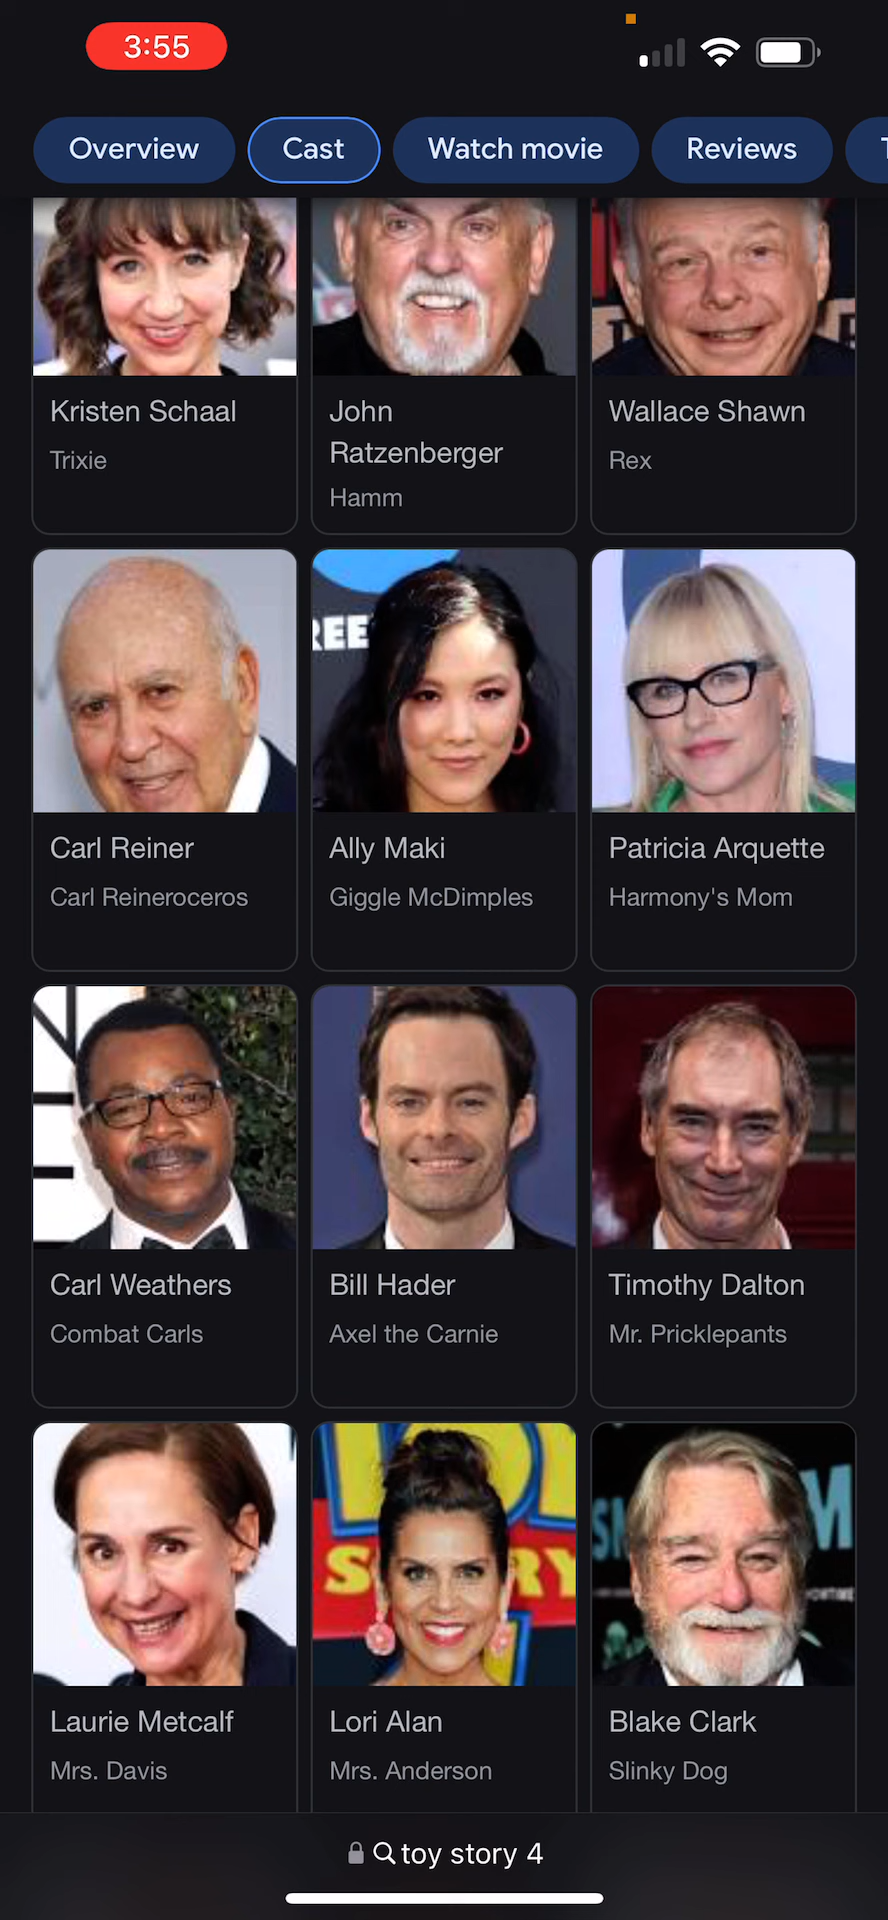 3:55
Overview
Cast
Watch movie
Reviews
Kristen Schaal
Trixie
John
Ratzenberger
Hamm
Wallace Shawn
Rex
REE
Carl Reiner
Carl Reineroceros
Ally Maki
Giggle McDimples
Patricia Arquette
Harmony's Mom
Carl Weathers
Combat Carls
Bill Hader
Axel the Carnie
Timothy Dalton
Mr. Pricklepants
Laurie Metcalf
Mrs. Davis
Lori Alan
Mrs. Anderson
Blake Clark
Slinky Dog
toy story 4